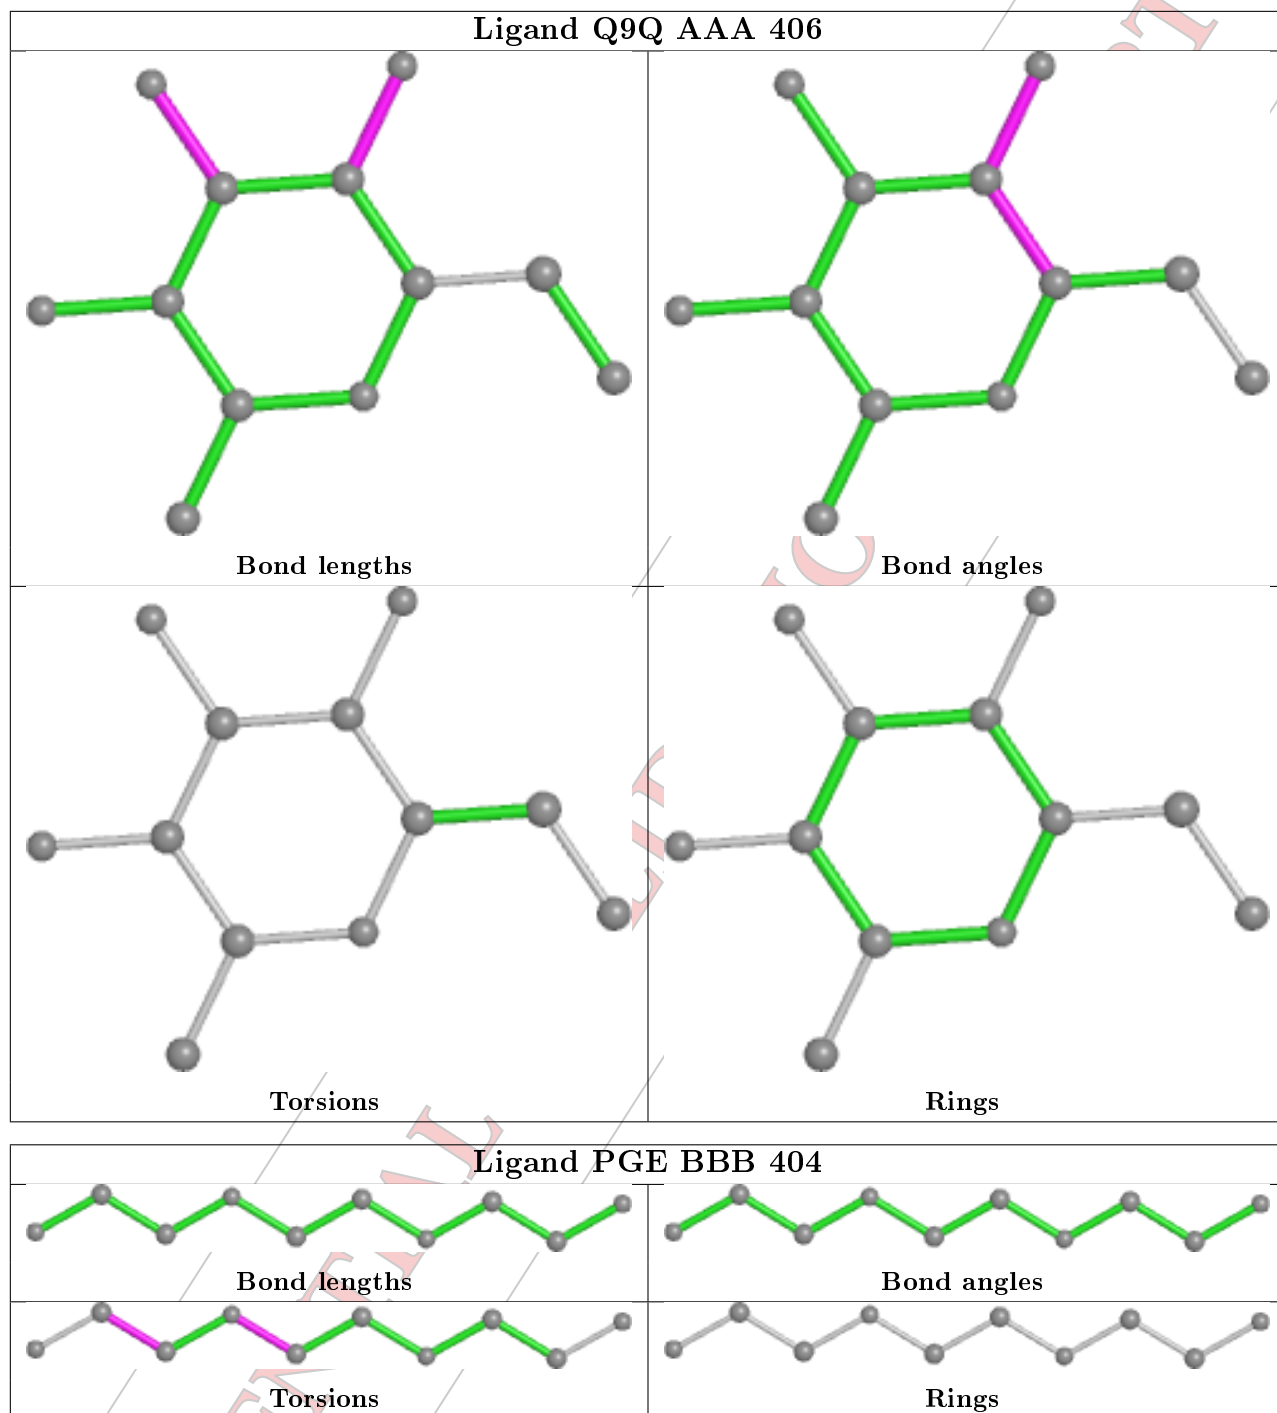 Ligand Q9Q AAA 406
Bond lengths
Bond angles
Torsions
Rings
Ligand PGE BBB 404
Bond lengths
Bond angles
Torsions
Rings